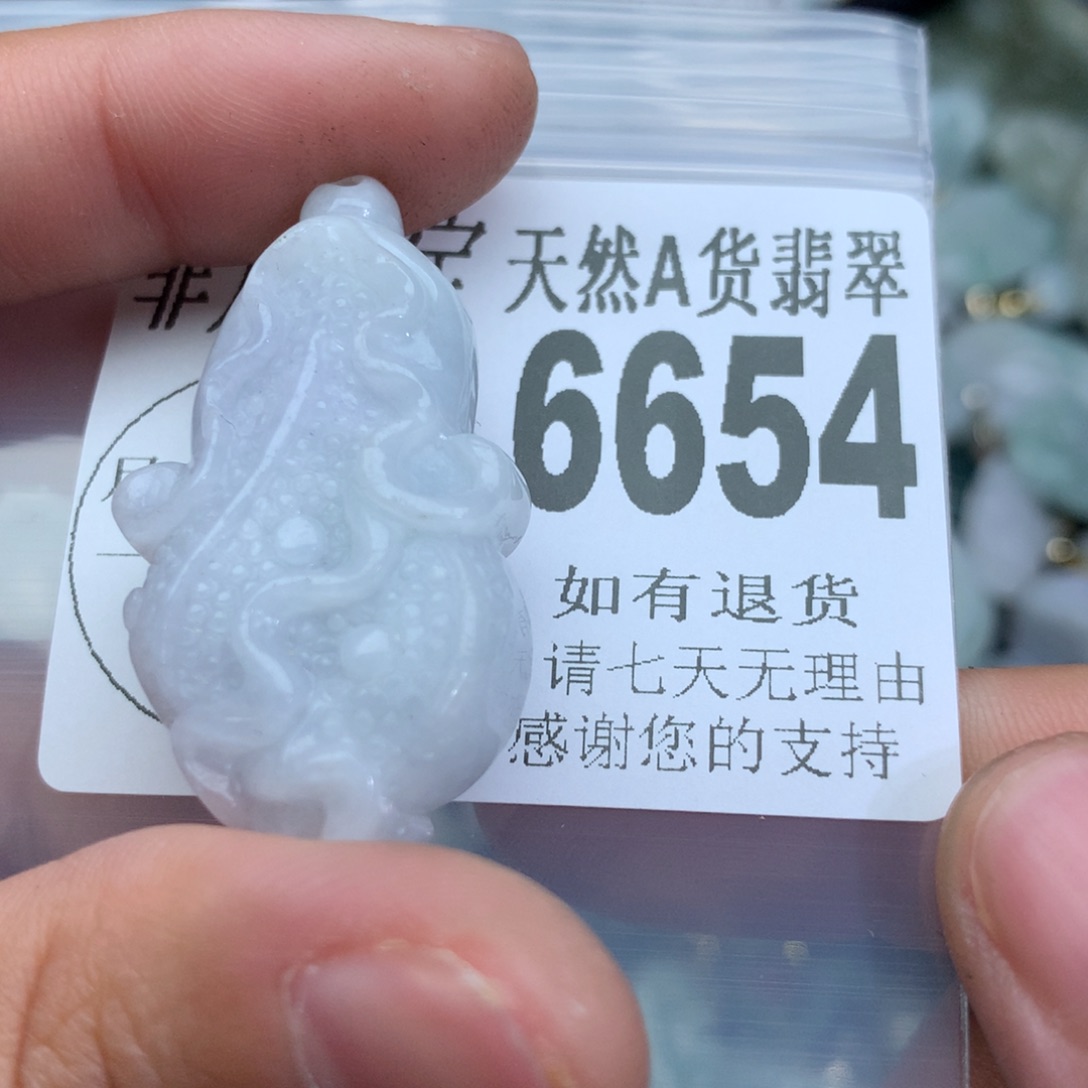 天然A货翡翠
6654
如有退货
请七天无理由
感谢您的支持